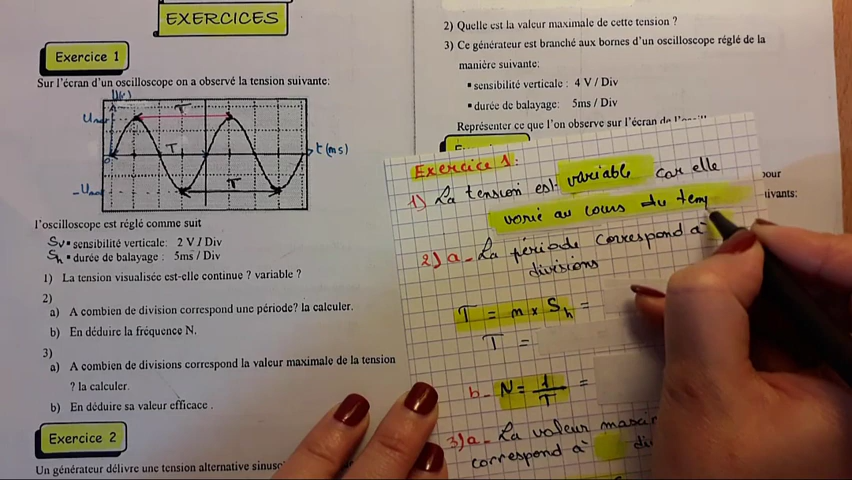 EXERCICES
Exercice 1
Sur l'écran d'un oscilloscope on a observé la tension suivante:
T
T
T
t(ms)
l'oscilloscope est réglé comme suit
Sv ▪ sensibilité verticale: 2 V / Div
Sh ▪ durée de balayage : 5ms / Div
1) La tension visualisée est-elle continue ? variable ?
2)
a) A combien de division correspond une période? la calculer.
b) En déduire la fréquence N.
3)
a) A combien de divisions correspond la valeur maximale de la tension
? la calculer.
b) En déduire sa valeur efficace .
Exercice 2
Un générateur délivre une tension alternative
2) Quelle est la valeur maximale de cette tension ?
3) Ce générateur est branché aux bornes d'un oscilloscope réglé de la
manière suivante:
▪ sensibilité verticale : 4 V / Div
▪ durée de balayage: 5ms / Div
Représenter ce que l'on observe sur l'écran de
Exercice 1:
1) La tension est variable car elle
varie au cours du
2) a - La période correspond à
divisions
T = n x Sh =
T =
b - N = 1/T =
3) a - La valeur
correspond à